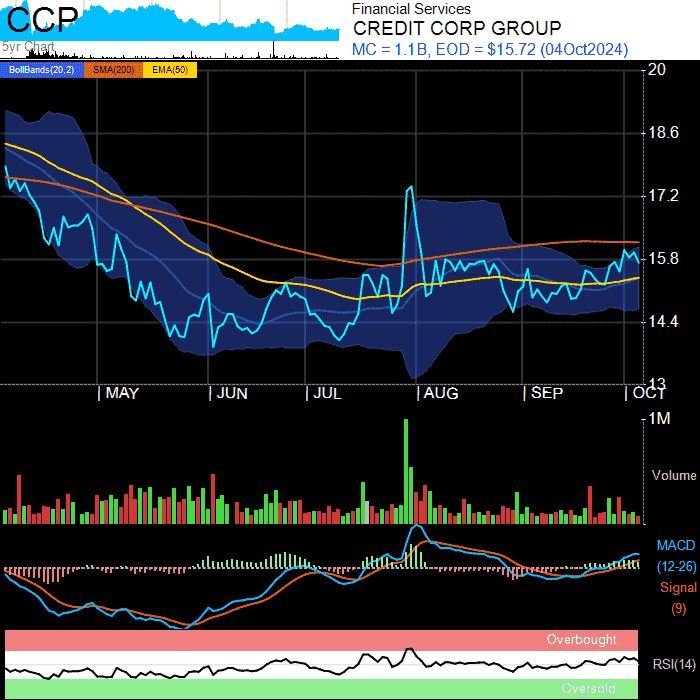 CCP
5yr Chart
Financial Services
CREDIT CORP GROUP
MC = 1.1B, EOD = $15.72 (04Oct2024)
BollBands(20,2) SMA(200) EMA(50)
20
18.6
17.2
15.8
14.4
13
MAY JUN JUL AUG SEP OCT
1M
Volume
MACD
(12-26)
Signal
(9)
Overbought
RSI(14)
Oversold